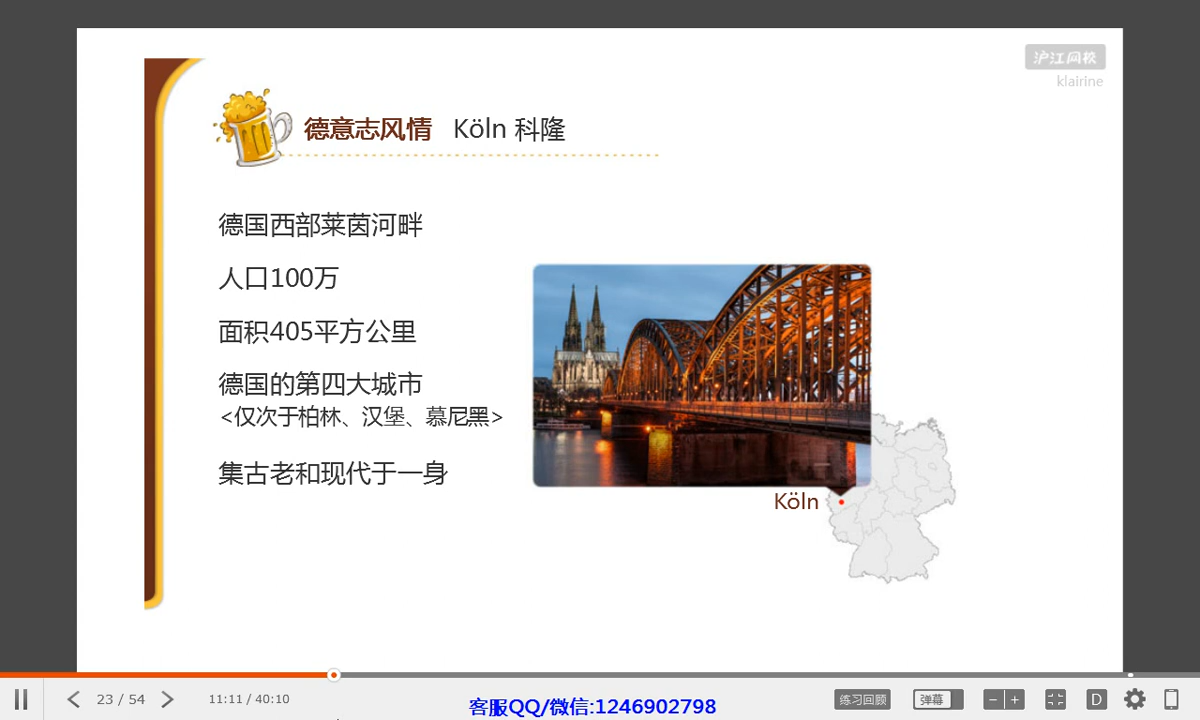 沪江网校
klairine
德意志风情 Köln 科隆
德国西部莱茵河畔
人口100万
面积405平方公里
德国的第四大城市
<仅次于柏林、汉堡、慕尼黑>
集古老和现代于一身
Köln
23 / 54
11:11 / 40:10
客服QQ/微信:1246902798
练习回顾
弹幕
D